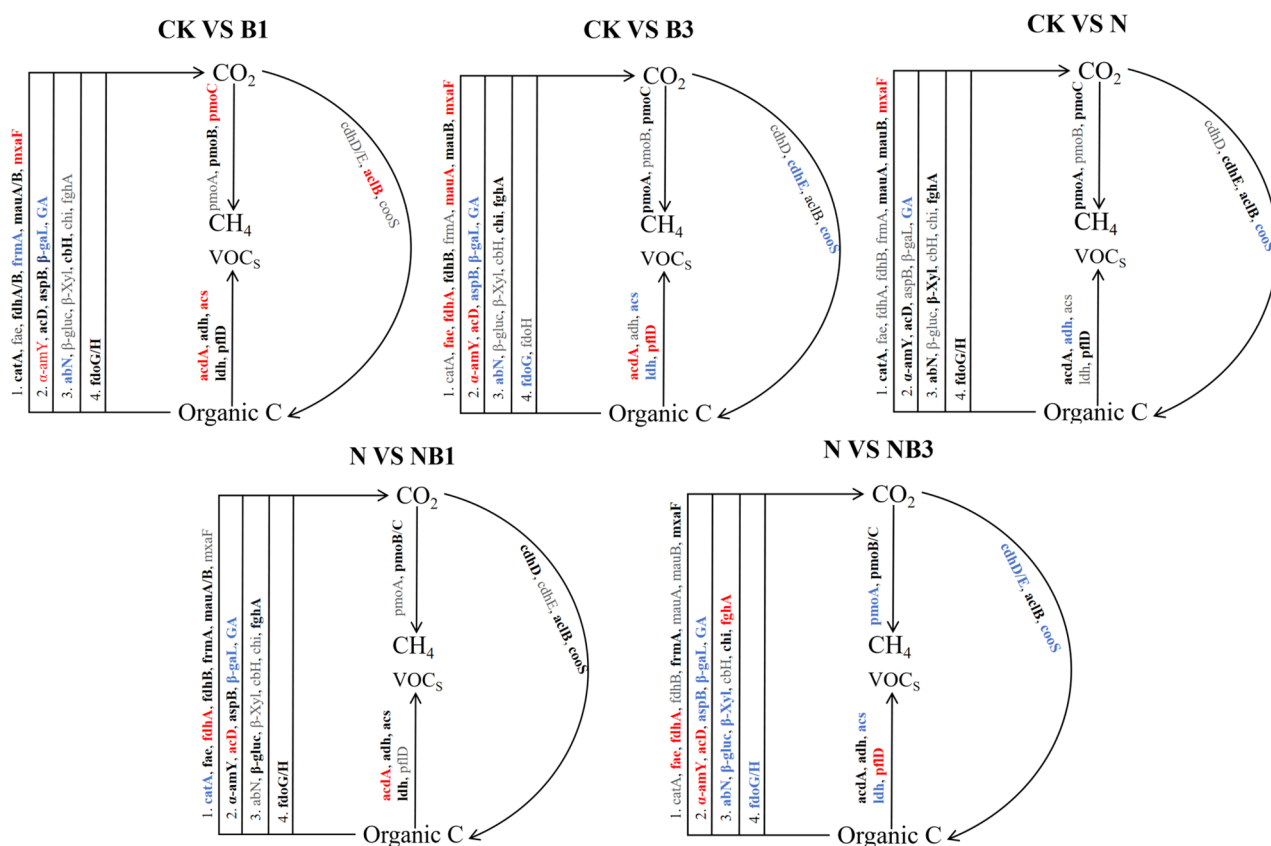 CK VS B1
CO2
1. catA, fae, fdhA/B, frmA, mauA/B, mxaF
2. α-amY, acD, aspB, β-gaL, GA
3. abN, β-gluc, β-Xyl, cbH, chi, fghA
4. fdoG/H
pmoA, pmoB, pmoC
cdhD/E, aclB, cooS
CH4
VOCS
acdA, adh, acs
ldh, pflD
Organic C
CK VS B3
CO2
1. catA, fae, fdhA, fdhB, frmA, mauA, mauB, mxaF
2. α-amY, acD, aspB, β-gaL, GA
3. abN, β-gluc, β-Xyl, cbH, chi, fghA
4. fdoG, fdoH
pmoA, pmoB, pmoC
cdhD, cdhE, aclB, cooS
CH4
VOCS
acdA, adh, acs
ldh, pflD
Organic C
CK VS N
CO2
1. catA, fae, fdhA, fdhB, frmA, mauA, mauB, mxaF
2. α-amY, acD, aspB, β-gaL, GA
3. abN, β-gluc, β-Xyl, cbH, chi, fghA
4. fdoG/H
pmoA, pmoB, pmoC
cdhD, cdhE, aclB, cooS
CH4
VOCS
acdA, adh, acs
ldh, pflD
Organic C
N VS NB1
CO2
1. catA, fae, fdhA, fdhB, frmA, mauA/B, mxaF
2. α-amY, acD, aspB, β-gaL, GA
3. abN, β-gluc, β-Xyl, cbH, chi, fghA
4. fdoG/H
pmoA, pmoB/C
cdhD, cdhE, aclB, cooS
CH4
VOCS
acdA, adh, acs
ldh, pflD
Organic C
N VS NB3
CO2
1. catA, fae, fdhA, fdhB, frmA, mauA, mauB, mxaF
2. α-amY, acD, aspB, β-gaL, GA
3. abN, β-gluc, β-Xyl, cbH, chi, fghA
4. fdoG/H
pmoA, pmoB/C
cdhD/E, aclB, cooS
CH4
VOCS
acdA, adh, acs
ldh, pflD
Organic C